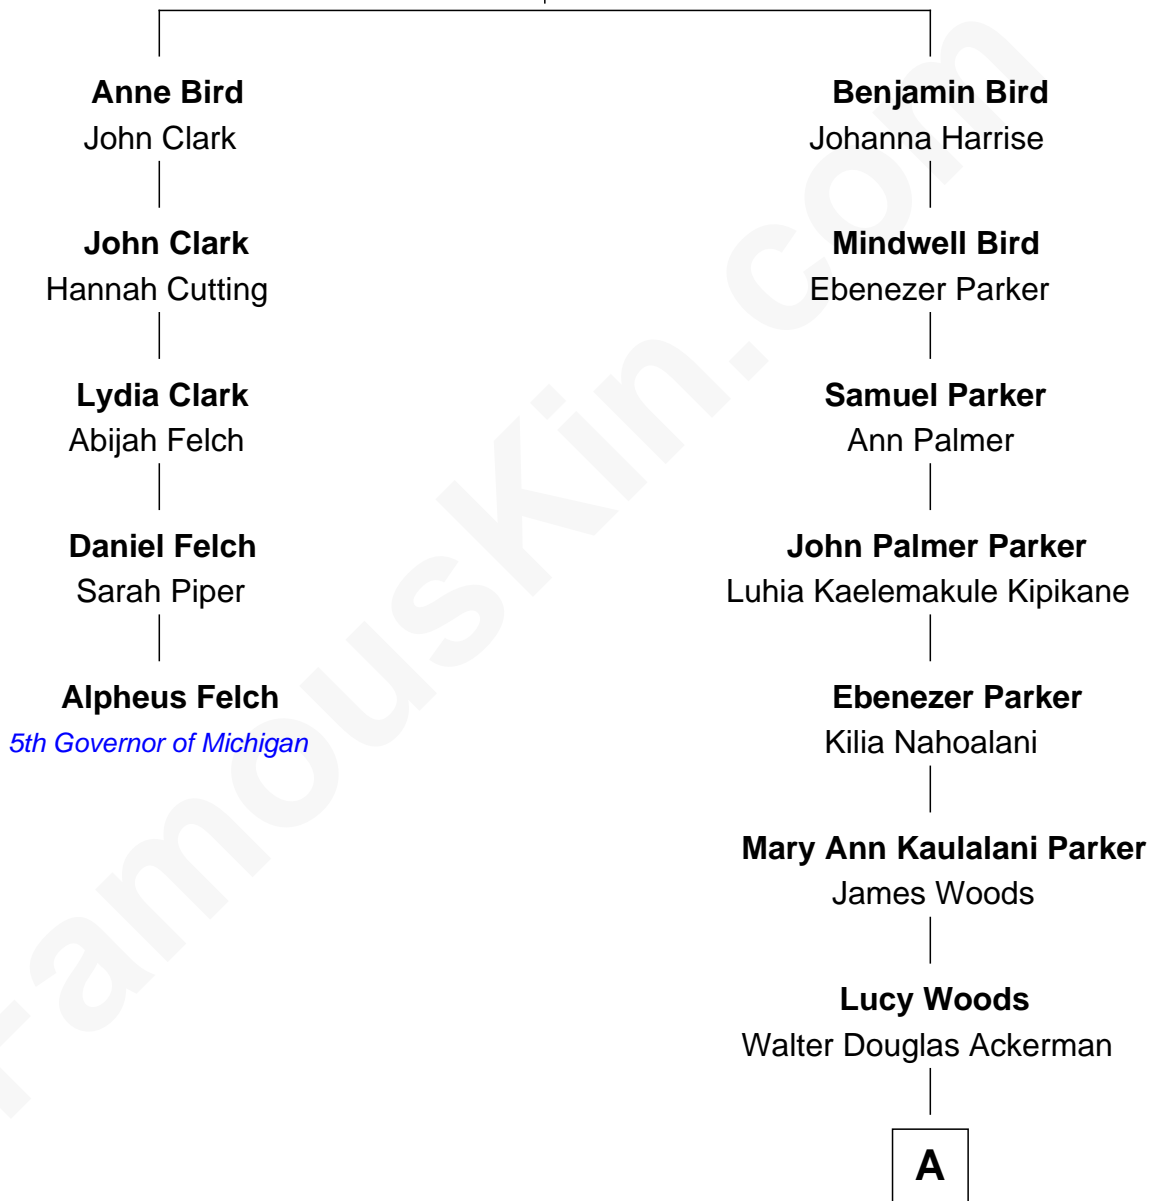 Anne Bird
John Clark
Benjamin Bird
Johanna Harrise
John Clark
Hannah Cutting
Mindwell Bird
Ebenezer Parker
Lydia Clark
Abijah Felch
Samuel Parker
Ann Palmer
Daniel Felch
Sarah Piper
John Palmer Parker
Luhia Kaelemakule Kipikane
Alpheus Felch
5th Governor of Michigan
Ebenezer Parker
Kilia Nahoalani
Mary Ann Kaulalani Parker
James Woods
Lucy Woods
Walter Douglas Ackerman
A
FamousKin.com